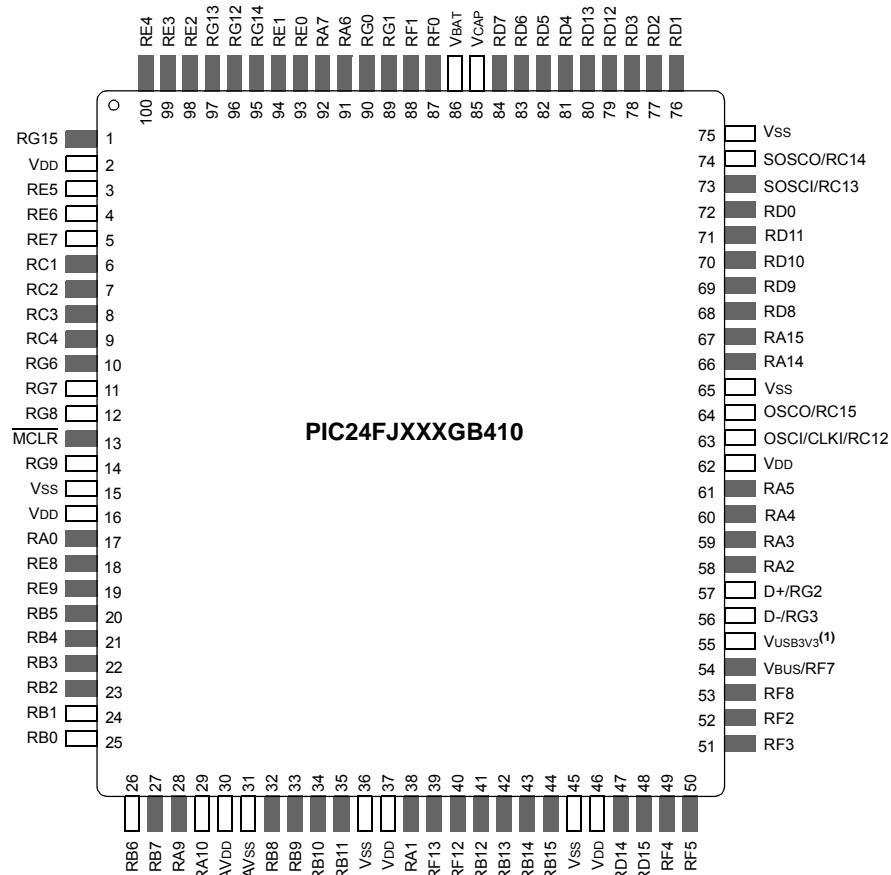 RE4 RE3 RE2 RG13 RG12 RG14 RE1 RE0 RA7 RA6 RG0 RG1 RF1 RF0 VBAT VCAP RD7 RD6 RD5 RD4 RD13 RD12 RD3 RD2 RD1
100 99 98 97 96 95 94 93 92 91 90 89 88 87 86 85 84 83 82 81 80 79 78 77 76
RG15 1
VDD 2
RE5 3
RE6 4
RE7 5
RC1 6
RC2 7
RC3 8
RC4 9
RG6 10
RG7 11
RG8 12
MCLR 13
RG9 14
VSS 15
VDD 16
RA0 17
RE8 18
RE9 19
RB5 20
RB4 21
RB3 22
RB2 23
RB1 24
RB0 25
PIC24FJXXXGB410
75 VSS
74 SOSCO/RC14
73 SOSCI/RC13
72 RD0
71 RD11
70 RD10
69 RD9
68 RD8
67 RA15
66 RA14
65 VSS
64 OSCO/RC15
63 OSCI/CLKI/RC12
62 VDD
61 RA5
60 RA4
59 RA3
58 RA2
57 D+/RG2
56 D-/RG3
55 VUSB3V3(1)
54 VBUS/RF7
53 RF8
52 RF2
51 RF3
26 27 28 29 30 31 32 33 34 35 36 37 38 39 40 41 42 43 44 45 46 47 48 49 50
RB6 RB7 RA9 RA10 AVDD AVSS RB8 RB9 RB10 RB11 VSS VDD RA1 RF13 RF12 RB12 RB13 RB14 RB15 VSS VDD RD14 RD15 RF4 RF5